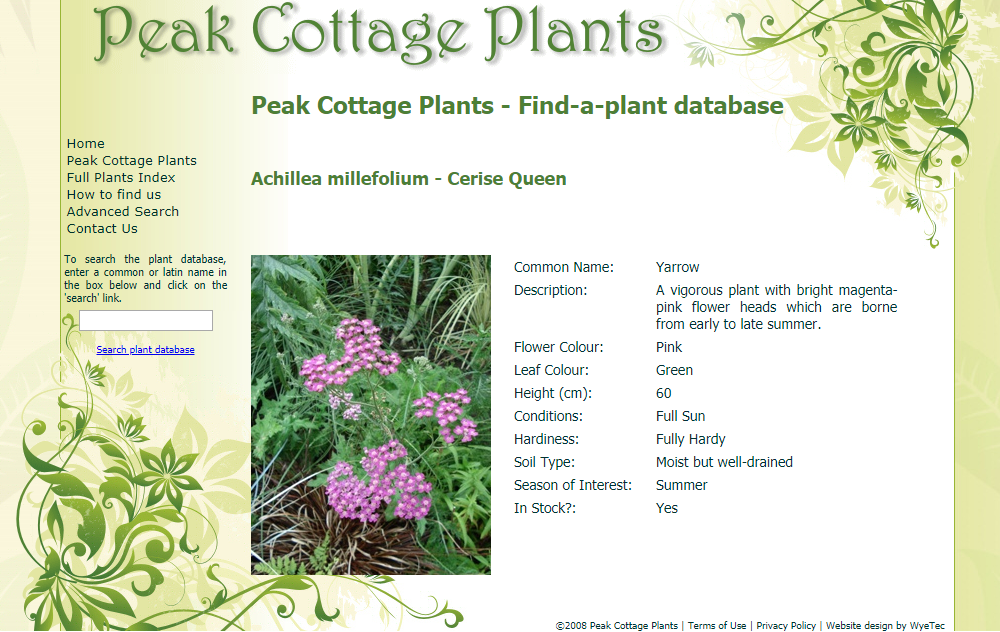 Peak Cottage Plants
Peak Cottage Plants - Find-a-plant database
Home
Peak Cottage Plants
Full Plants Index
How to find us
Advanced Search
Contact Us
To search the plant database,
enter a common or latin name in
the box below and click on the
'search' link.
Search plant database
Achillea millefolium - Cerise Queen
Common Name: Yarrow
Description: A vigorous plant with bright magenta-
pink flower heads which are borne
from early to late summer.
Flower Colour: Pink
Leaf Colour: Green
Height (cm): 60
Conditions: Full Sun
Hardiness: Fully Hardy
Soil Type: Moist but well-drained
Season of Interest: Summer
In Stock?: Yes
©2008 Peak Cottage Plants | Terms of Use | Privacy Policy | Website design by WyeTec